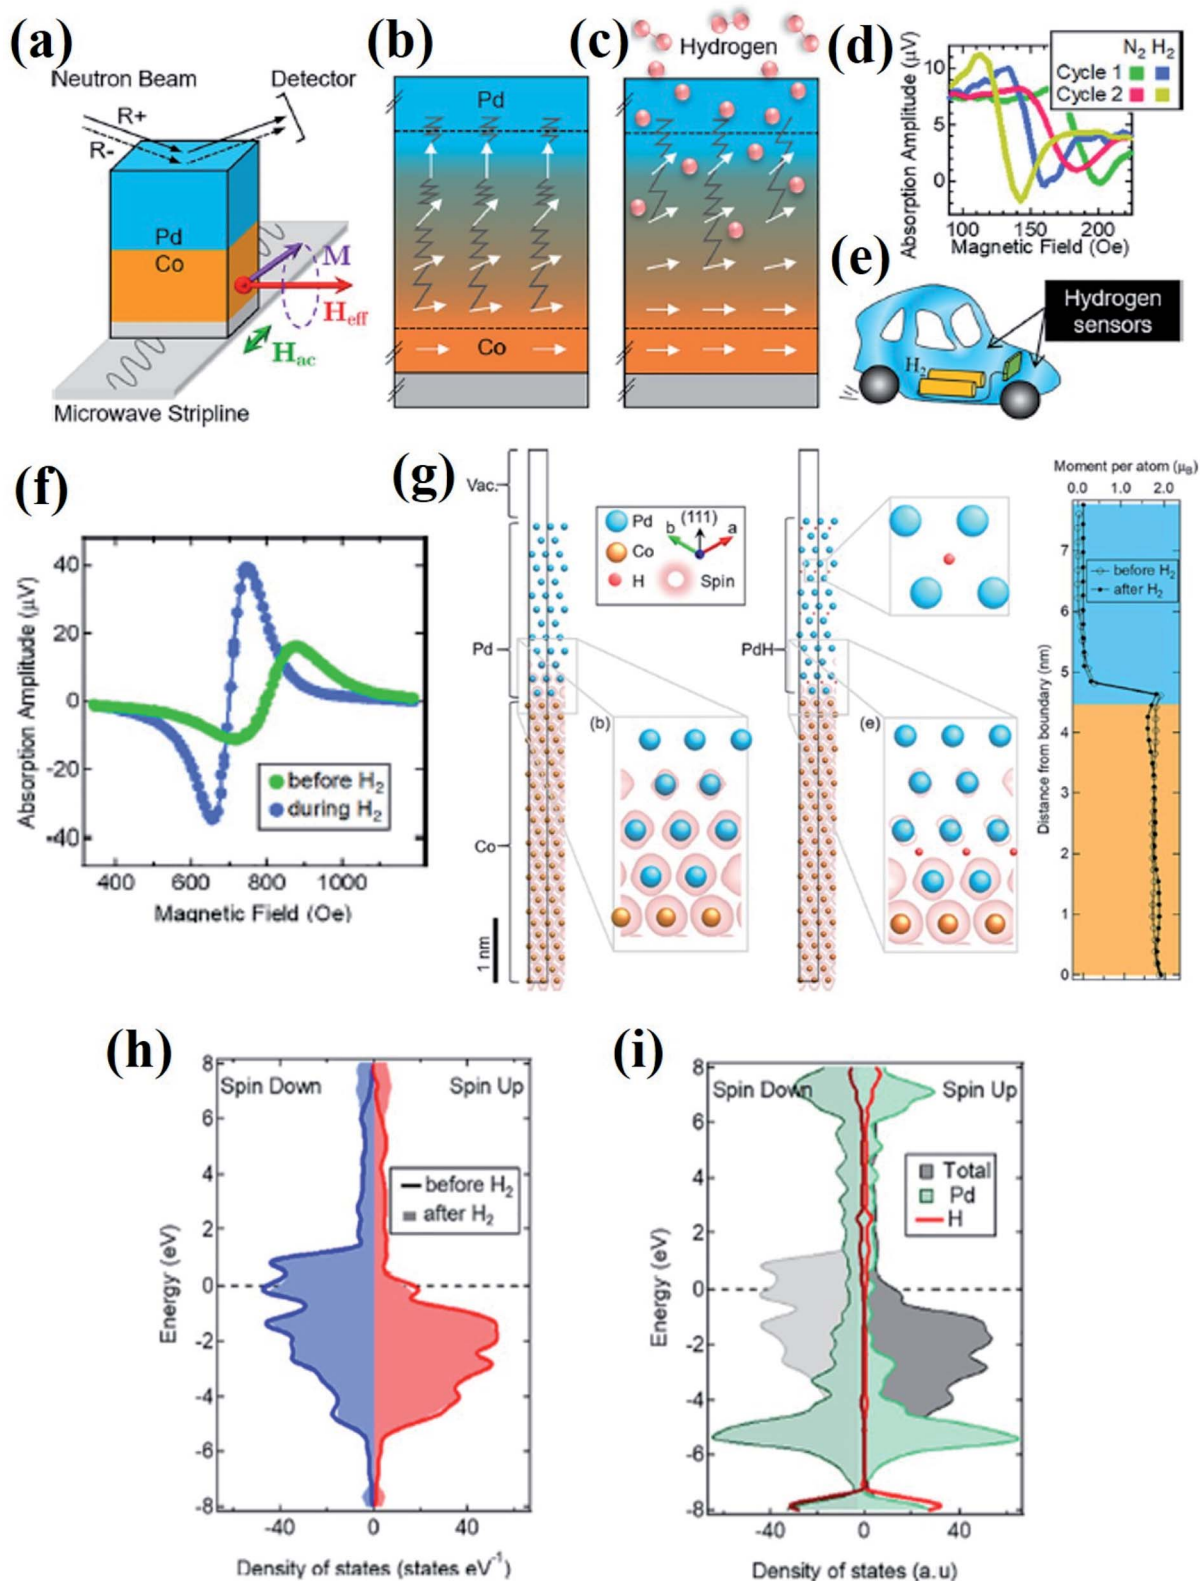 (a)
Neutron Beam
Detector
R+
R-
Pd
Co
M
Heff
Hac
Microwave Stripline
(b)
Pd
Co
(c)
Hydrogen
(d)
Absorption Amplitude (μV)
10
5
0
100
150
200
Magnetic Field (Oe)
N2 H2
Cycle 1
Cycle 2
(e)
Hydrogen
sensors
H2
(f)
Absorption Amplitude (μV)
40
20
0
-20
-40
before H2
during H2
400
600
800
1000
Magnetic Field (Oe)
(g)
Vac.
Pd
Co
1 nm
Pd
Co
H
Spin
b
(111)
a
(b)
PdH
(e)
Moment per atom (μB)
0.0
1.0
2.0
before H2
after H2
Distance from boundary (nm)
7
6
5
4
3
2
1
0
(h)
Spin Down
Spin Up
before H2
after H2
Energy (eV)
8
6
4
2
0
-2
-4
-6
-8
-40
0
40
Density of states (states eV-1)
(i)
Spin Down
Spin Up
Total
Pd
H
Energy (eV)
8
6
4
2
0
-2
-4
-6
-8
-40
0
40
Density of states (a.u)